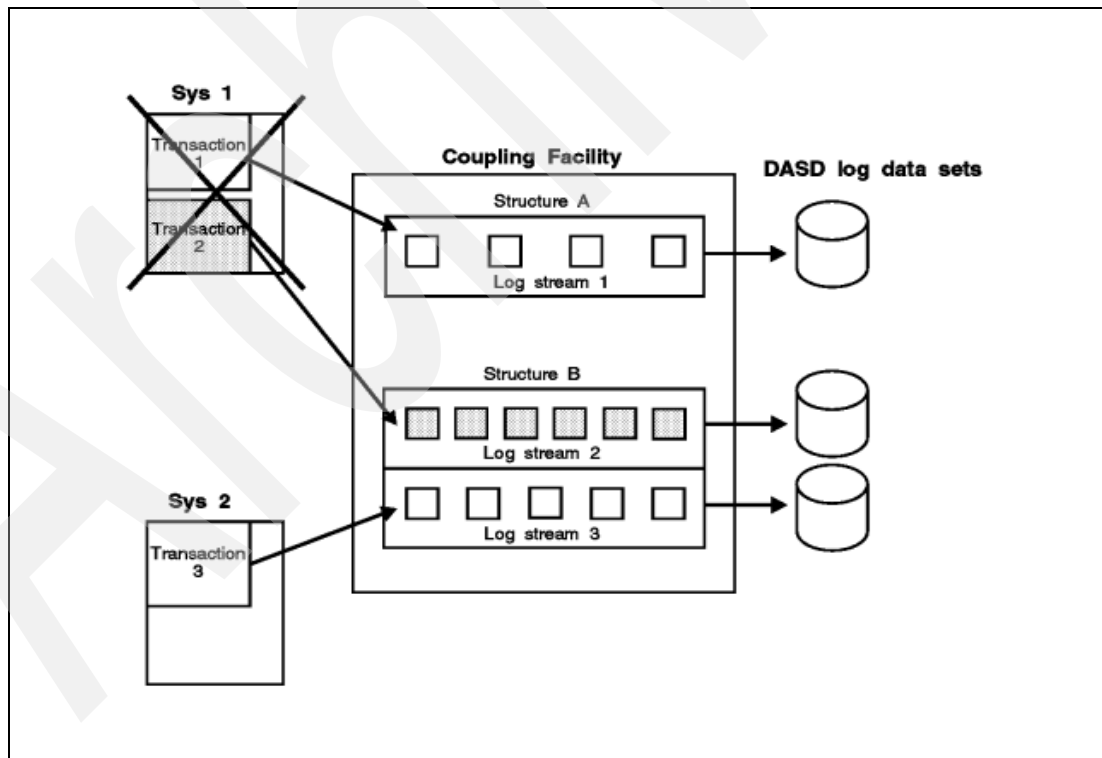 Sys 1
Transaction
1
Transaction
2
Coupling Facility
DASD log data sets
Structure A
Log stream 1
Structure B
Log stream 2
Log stream 3
Sys 2
Transaction
3